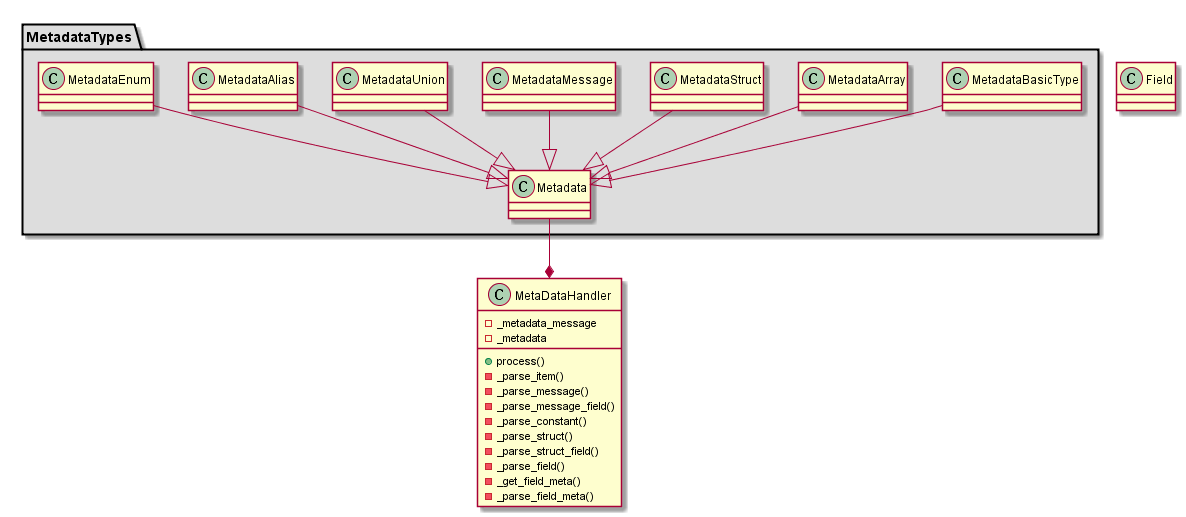 MetadataTypes
C MetadataEnum
C MetadataAlias
C MetadataUnion
C MetadataMessage
C MetadataStruct
C MetadataArray
C MetadataBasicType
C Field
C Metadata
C MetaDataHandler
_metadata_message
_metadata
process()
_parse_item()
_parse_message()
_parse_message_field()
_parse_constant()
_parse_struct()
_parse_struct_field()
_parse_field()
_get_field_meta()
_parse_field_meta()